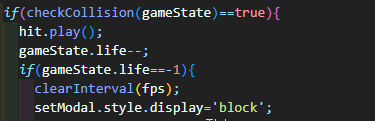 if(checkCollision(gameState)==true){
hit.play();
gameState.life--;
if(gameState.life==-1){
clearInterval(fps);
setModal.style.display='block';